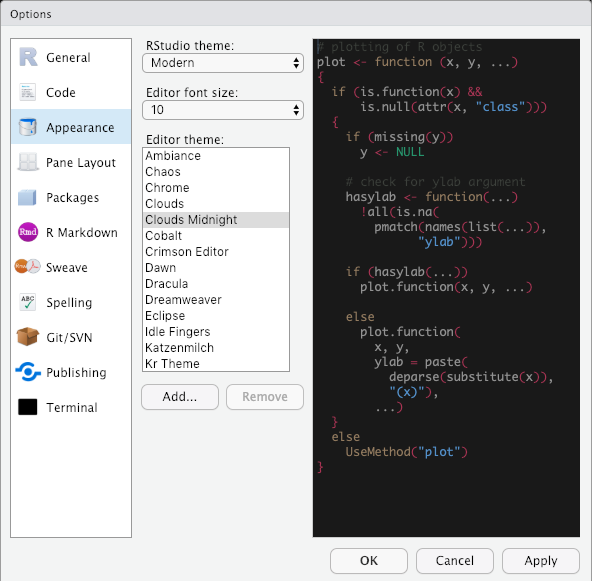 Options
R General
Code
Appearance
Pane Layout
Packages
Rmd R Markdown
Rnw Sweave
ABC Spelling
Git/SVN
Publishing
Terminal
RStudio theme:
Modern
Editor font size:
10
Editor theme:
Ambiance
Chaos
Chrome
Clouds
Clouds Midnight
Cobalt
Crimson Editor
Dawn
Dracula
Dreamweaver
Eclipse
Idle Fingers
Katzenmilch
Kr Theme
Add...
Remove
# plotting of R objects
plot <- function (x, y, ...)
{
  if (is.function(x) &&
      is.null(attr(x, "class")))
  {
    if (missing(y))
      y <- NULL
    # check for ylab argument
    hasylab <- function(...)
      !all(is.na(
        pmatch(names(list(...)),
              "ylab")))
    if (hasylab(...))
      plot.function(x, y, ...)
    else
      plot.function(
        x, y,
        ylab = paste(
          deparse(substitute(x)),
          "(x)"),
        ...)
  }
  else
    UseMethod("plot")
}
OK
Cancel
Apply